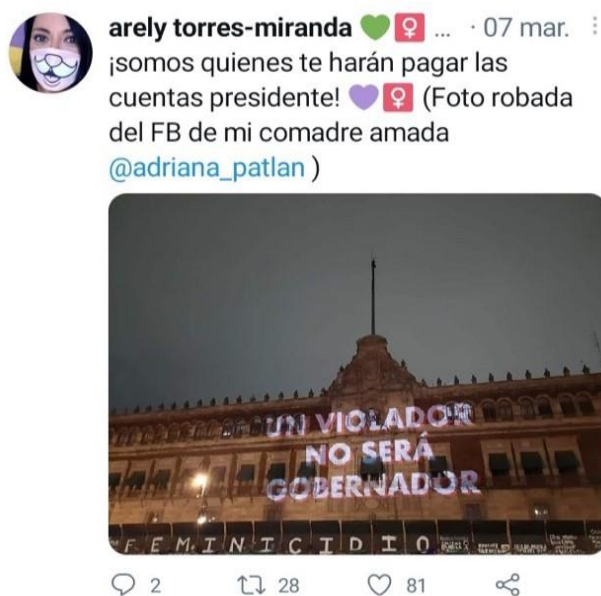 arely torres-miranda 💚♀️ ... · 07 mar.
¡somos quienes te harán pagar las
cuentas presidente! 💜♀️ (Foto robada
del FB de mi comadre amada
@adriana_patlan )
UN VIOLADOR
NO SERÁ
GOBERNADOR
FEMINICIDIO
2 28 81